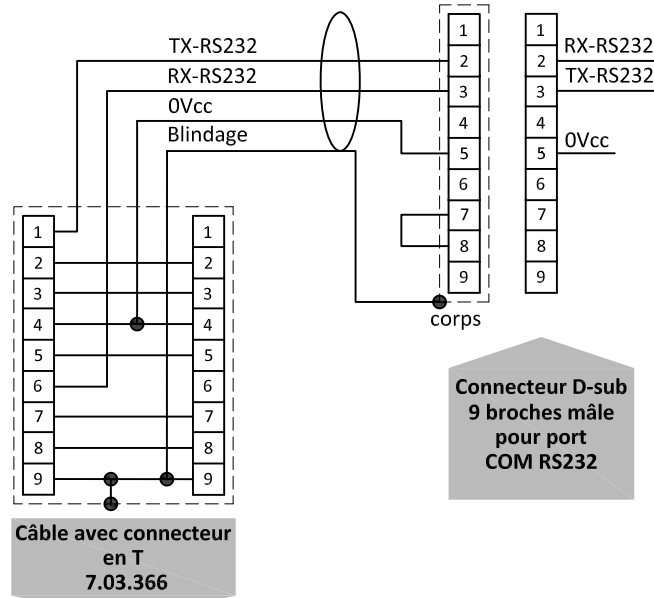 TX-RS232
RX-RS232
0Vcc
Blindage
1
2
3
4
5
6
7
8
9
1
2
3
4
5
6
7
8
9
RX-RS232
TX-RS232
0Vcc
corps
1
2
3
4
5
6
7
8
9
1
2
3
4
5
6
7
8
9
Connecteur D-sub
9 broches mâle
pour port
COM RS232
Câble avec connecteur
en T
7.03.366